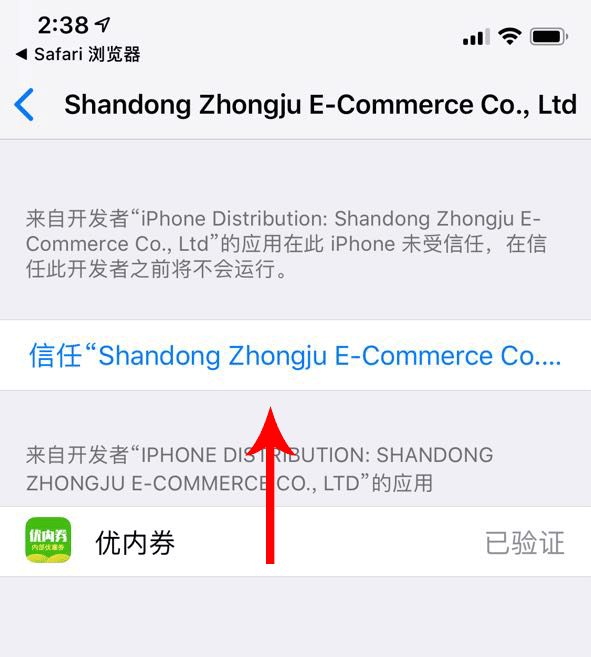 2:38
Safari 浏览器
Shandong Zhongju E-Commerce Co., Ltd
来自开发者“iPhone Distribution: Shandong Zhongju E-
Commerce Co., Ltd”的应用在此 iPhone 未受信任，在信
任此开发者之前将不会运行。
信任“Shandong Zhongju E-Commerce Co....
来自开发者“IPHONE DISTRIBUTION: SHANDONG
ZHONGJU E-COMMERCE CO., LTD”的应用
优内券
内部优惠券
优内券 已验证